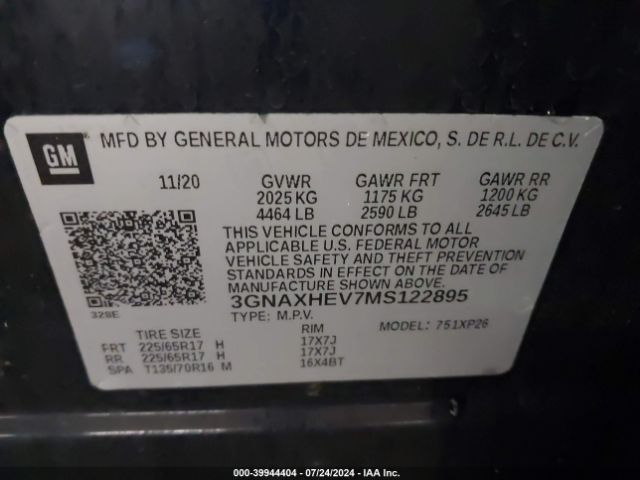 GM
MFD BY GENERAL MOTORS DE MEXICO, S. DE R.L. DE C.V.
11/20 GVWR GAWR FRT GAWR RR
2025 KG 1175 KG 1200 KG
4464 LB 2590 LB 2645 LB
THIS VEHICLE CONFORMS TO ALL
APPLICABLE U.S. FEDERAL MOTOR
VEHICLE SAFETY AND THEFT PREVENTION
STANDARDS IN EFFECT ON THE DATE OF
MANUFACTURE SHOWN ABOVE.
3GNAXHEV7MS122895
328E
TYPE: M.P.V. MODEL: 751XP26
TIRE SIZE RIM
FRT 225/65R17 H 17X7J
RR 225/65R17 H 17X7J
SPA T135/70R16 M 16X4BT
000-39944404 - 07/24/2024 - IAA Inc.